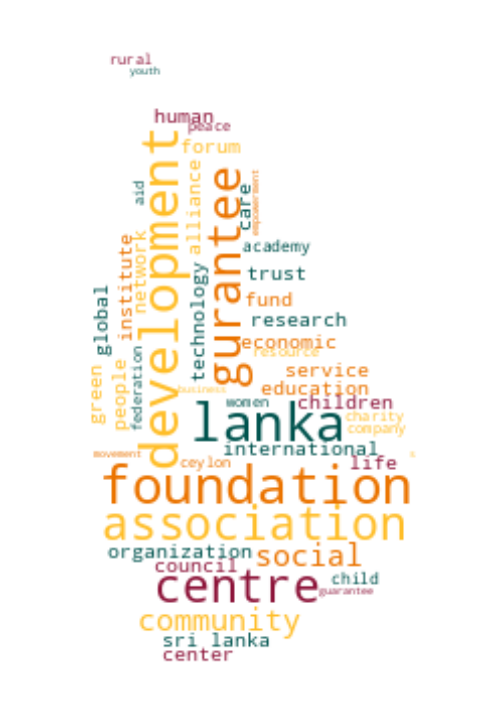 rural
youth
human
peace
forum
development
gurantee
alliance
aid
care
empowerment
academy
network
institute
technology
trust
global
fund
research
economic
resource
federation
people
green
service
business
education
women
children
lanka
charity
company
international
movement
s
ceylon
life
foundation
association
organization
social
council
centre
child
guarantee
community
sri lanka
center